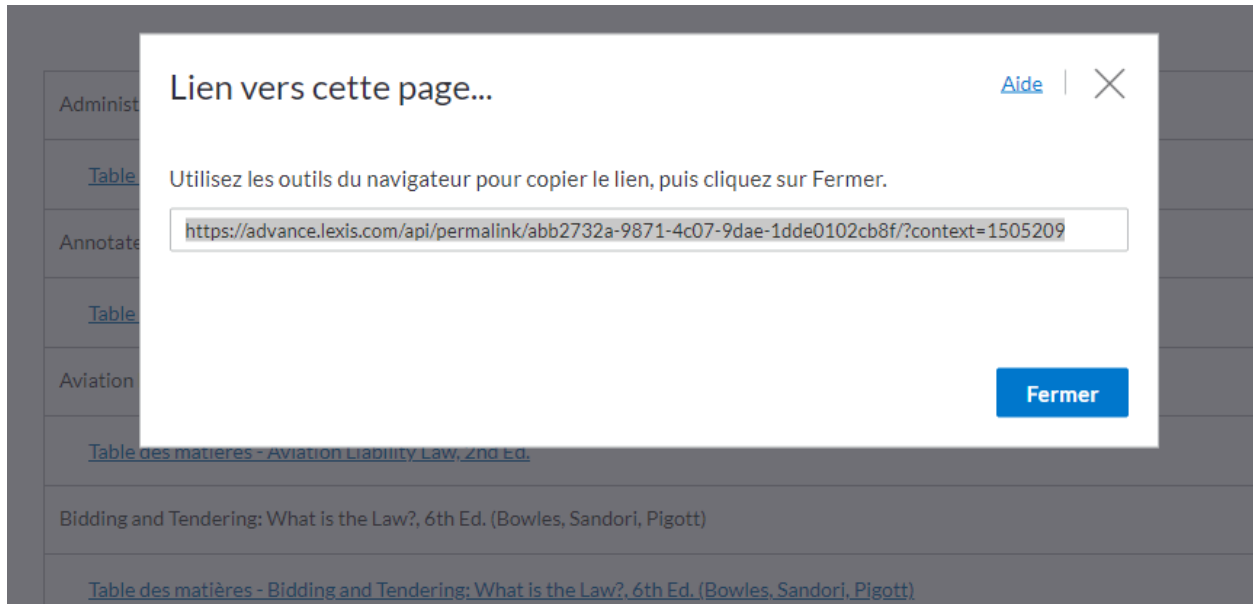 Lien vers cette page...
Aide
Administ
Utilisez les outils du navigateur pour copier le lien, puis cliquez sur Fermer.
Table
https://advance.lexis.com/api/permalink/abb2732a-9871-4c07-9dae-1dde0102cb8f/?context=1505209
Annotate
Table
Aviation
Fermer
Table des matières - Aviation Liability Law, 2nd Ed.
Bidding and Tendering: What is the Law?, 6th Ed. (Bowles, Sandori, Pigott)
Table des matières - Bidding and Tendering: What is the Law?, 6th Ed. (Bowles, Sandori, Pigott)